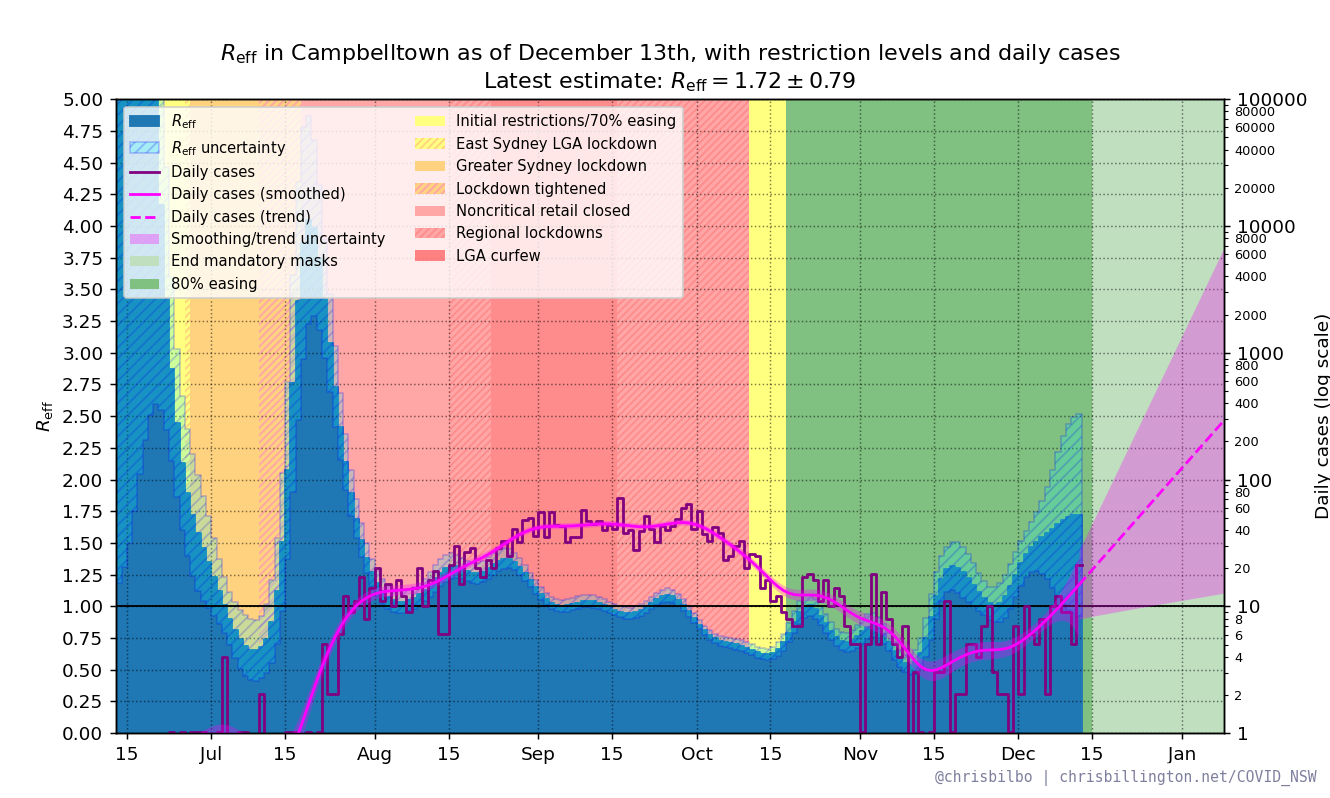 R_eff in Campbelltown as of December 13th, with restriction levels and daily cases
Latest estimate: R_eff = 1.72 ± 0.79
R_eff
R_eff uncertainty
Daily cases
Daily cases (smoothed)
Daily cases (trend)
Smoothing/trend uncertainty
End mandatory masks
80% easing
Initial restrictions/70% easing
East Sydney LGA lockdown
Greater Sydney lockdown
Lockdown tightened
Noncritical retail closed
Regional lockdowns
LGA curfew
R_eff
5.00
4.75
4.50
4.25
4.00
3.75
3.50
3.25
3.00
2.75
2.50
2.25
2.00
1.75
1.50
1.25
1.00
0.75
0.50
0.25
0.00
15 Jul 15 Aug 15 Sep 15 Oct 15 Nov 15 Dec 15 Jan
100000
80000
60000
40000
20000
10000
8000
6000
4000
2000
1000
800
600
400
200
100
80
60
40
20
10
8
6
4
2
1
Daily cases (log scale)
@chrisbilbo | chrisbillington.net/COVID_NSW